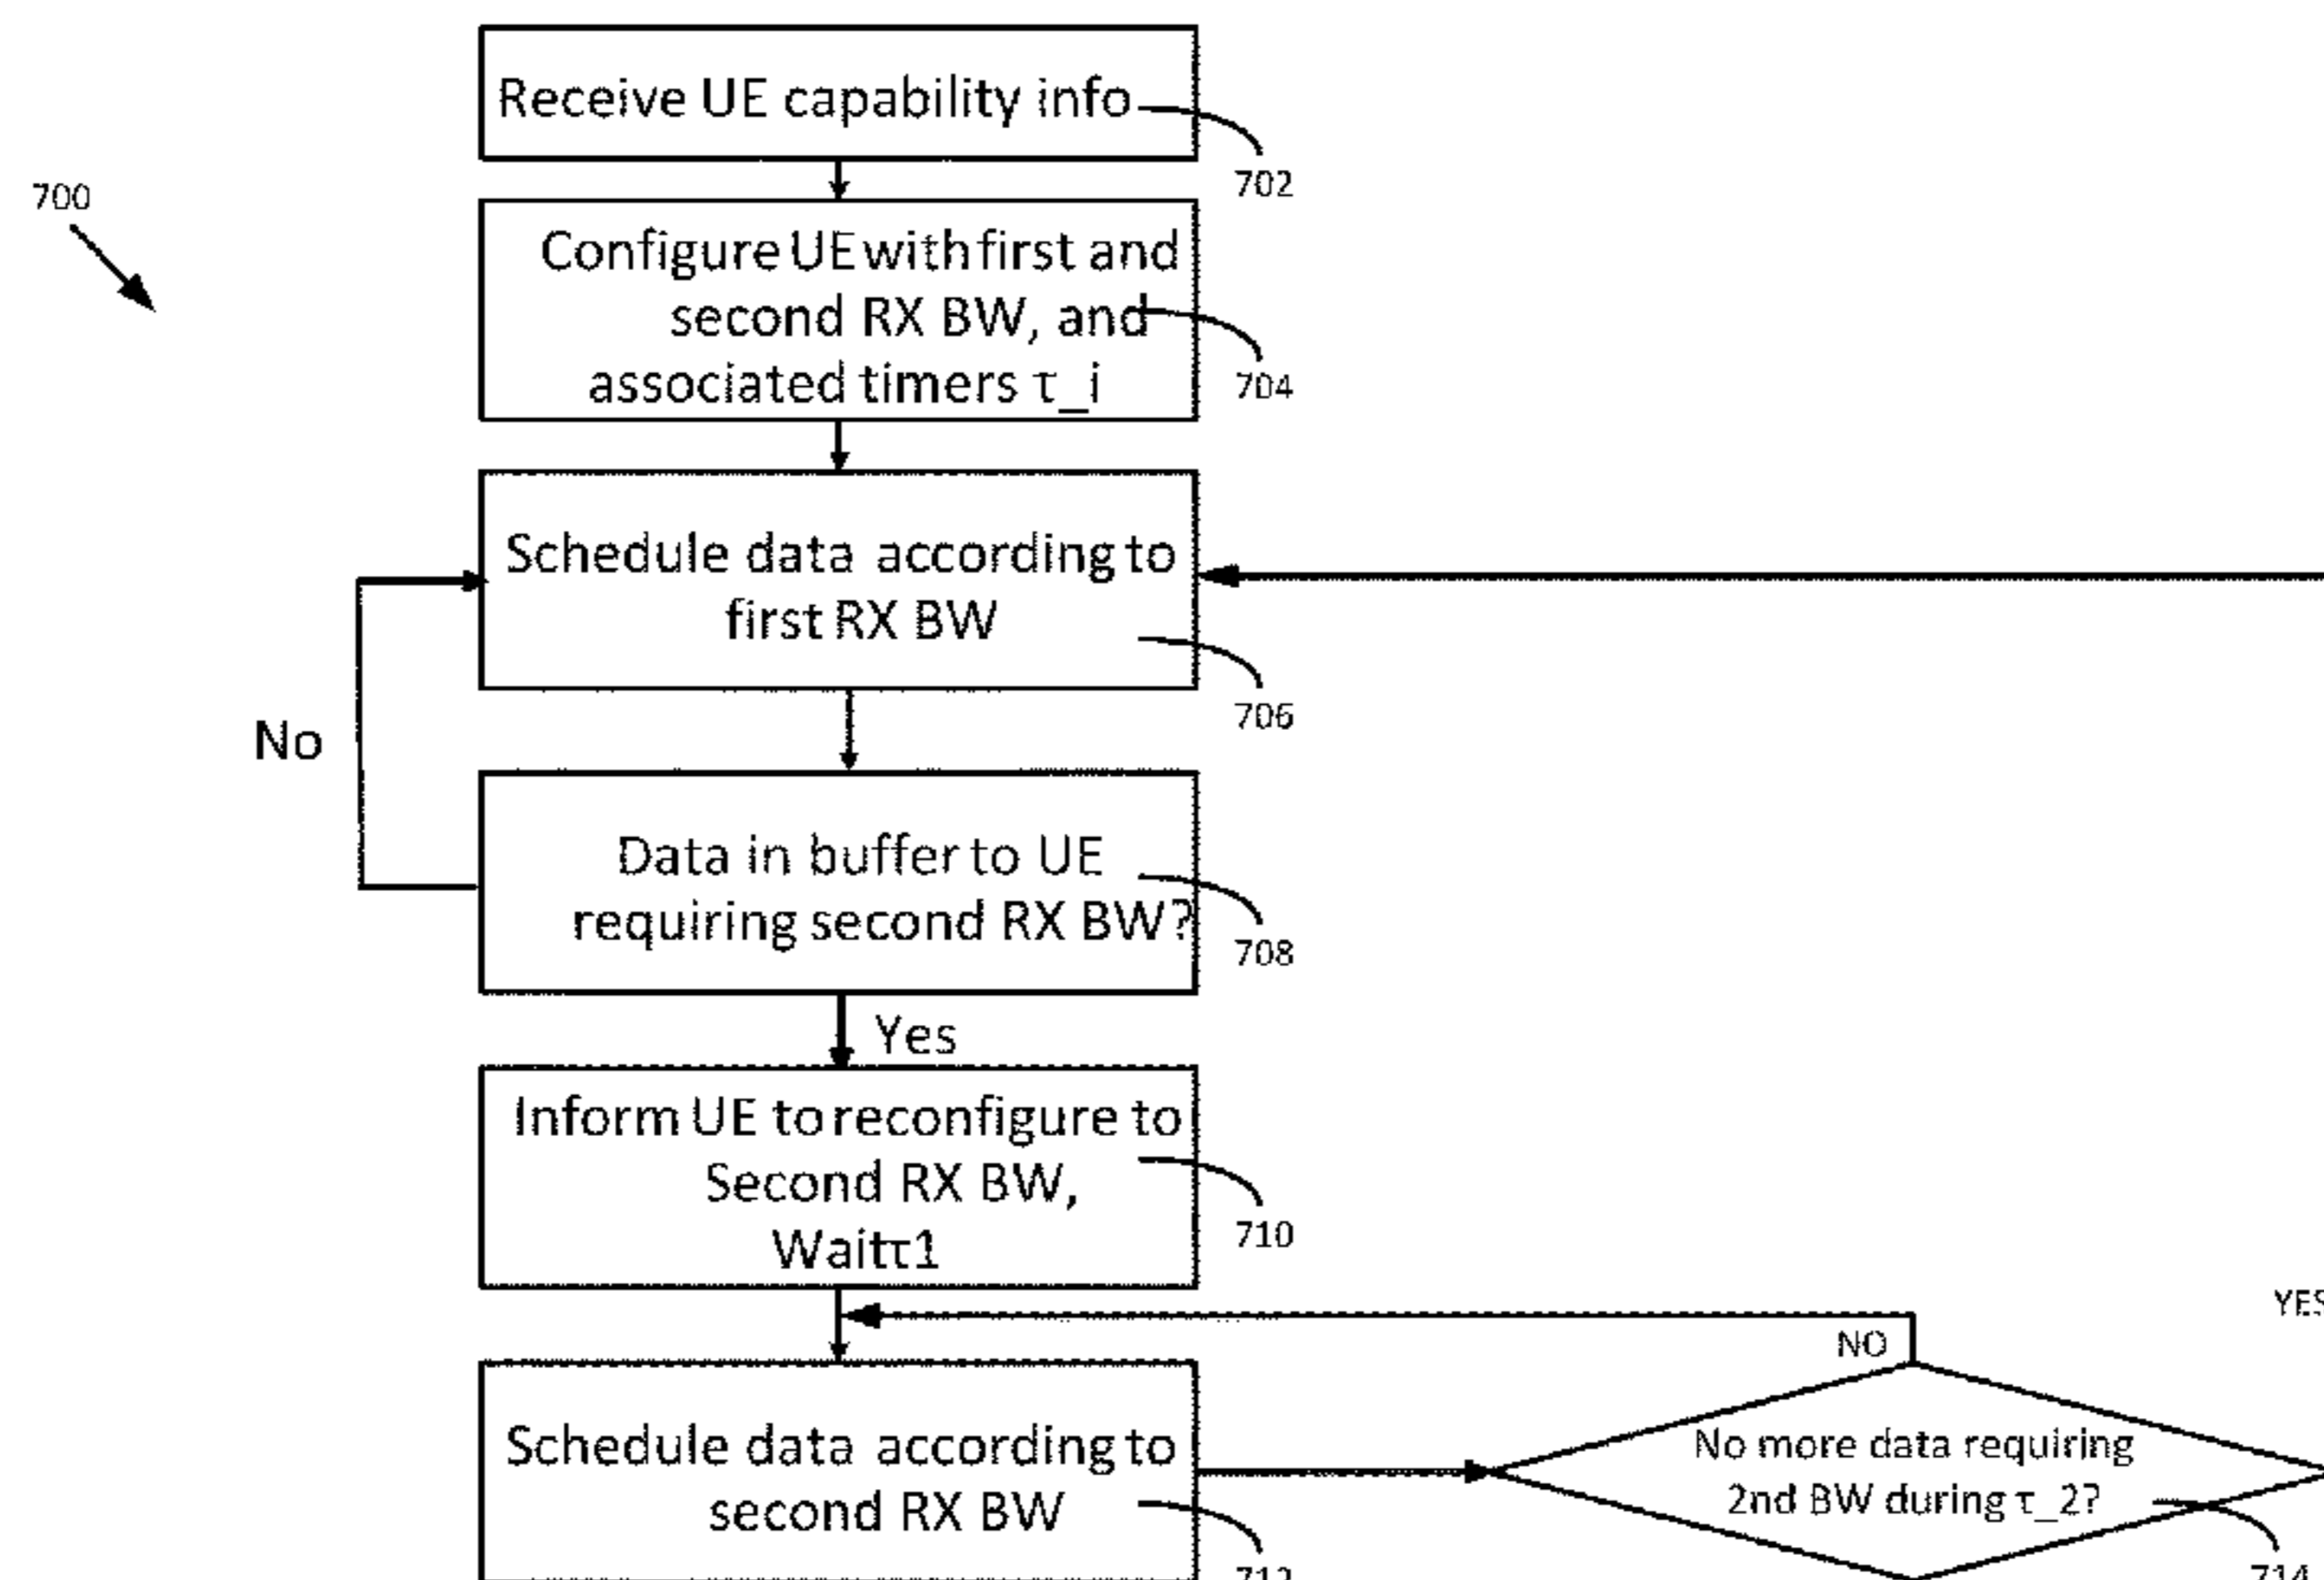 Receive UE capability info
702
700
Configure UE with first and
second RX BW, and
associated timers τ_i
704
Schedule data according to
first RX BW
706
No
Data in buffer to UE
requiring second RX BW?
708
Yes
Inform UE to reconfigure to
Second RX BW,
Waitτ1
710
YES
NO
Schedule data according to
second RX BW
712
No more data requiring
2nd BW during τ_2?
714